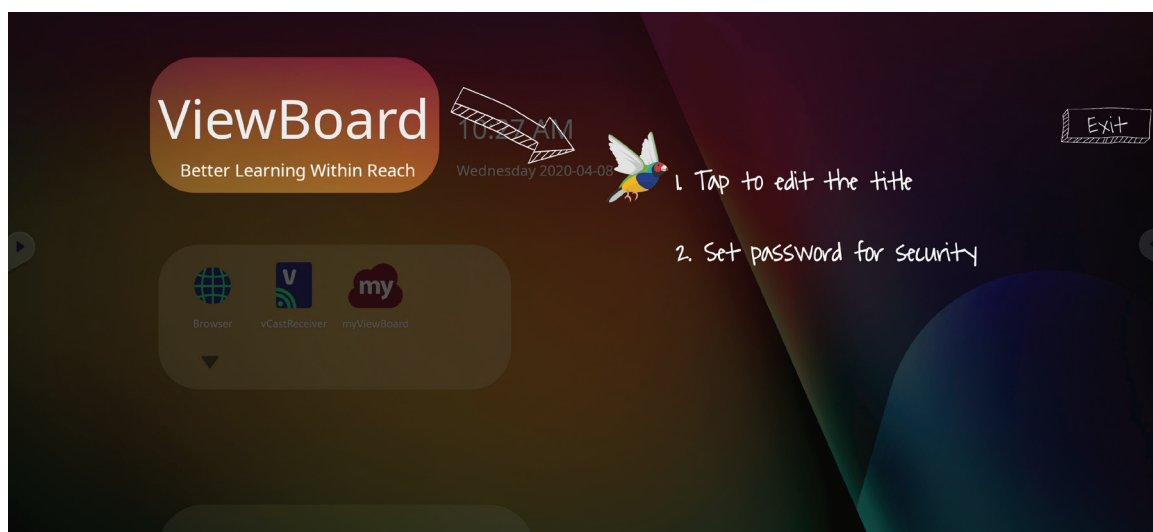 ViewBoard
Better Learning Within Reach
10:27 AM
Wednesday 2020-04-08
Exit
1. Tap to edit the title
2. Set password for security
V
my
Browser
vCastReceiver
myViewBoard